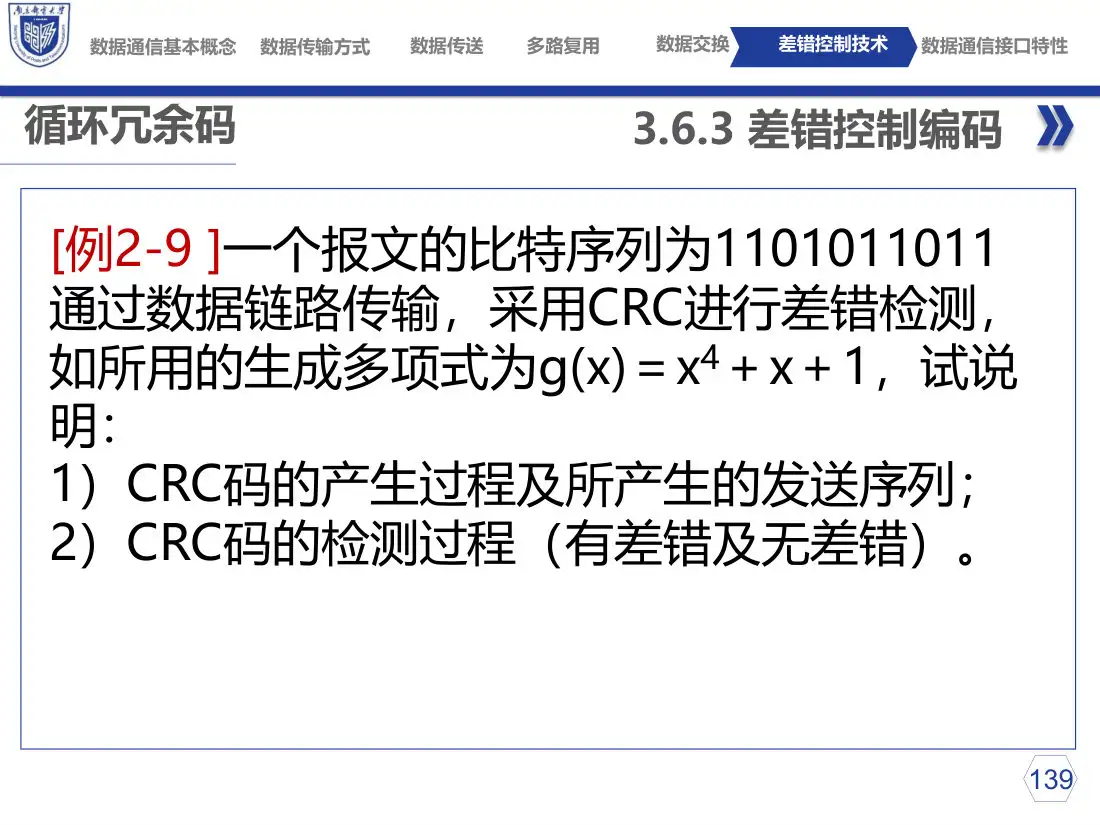 南京邮电大学
数据通信基本概念 数据传输方式 数据传送 多路复用 数据交换 差错控制技术 数据通信接口特性
循环冗余码
3.6.3 差错控制编码
[例2-9 ]一个报文的比特序列为1101011011
通过数据链路传输，采用CRC进行差错检测，
如所用的生成多项式为g(x)＝x⁴＋x＋1，试说
明：
1）CRC码的产生过程及所产生的发送序列；
2）CRC码的检测过程（有差错及无差错）。
139